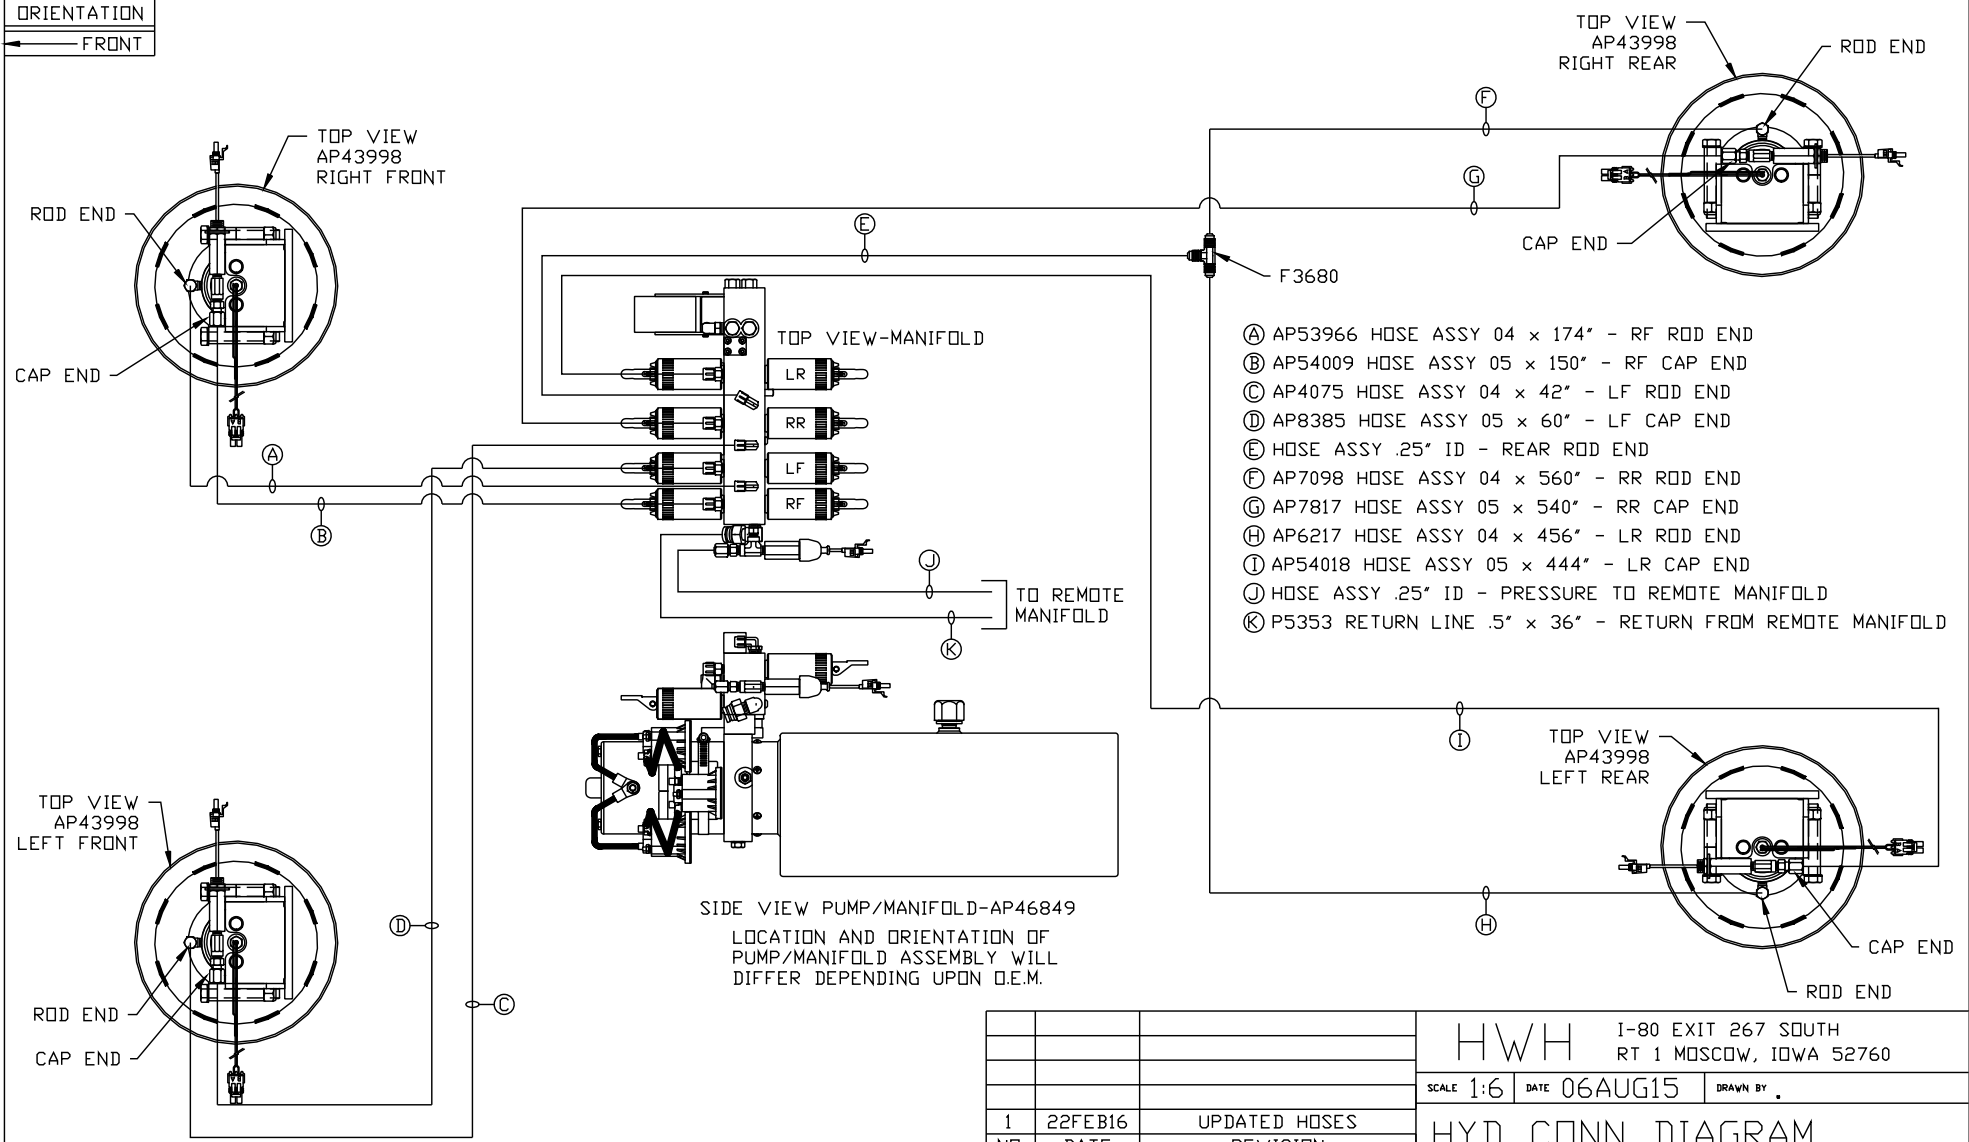 ORIENTATION
FRONT
TOP VIEW
AP43998
RIGHT FRONT
ROD END
CAP END
TOP VIEW
AP43998
RIGHT REAR
ROD END
CAP END
F
G
E
F3680
TOP VIEW-MANIFOLD
LR
RR
LF
RF
A
B
J
K
TO REMOTE
MANIFOLD
A AP53966 HOSE ASSY 04 x 174" - RF ROD END
B AP54009 HOSE ASSY 05 x 150" - RF CAP END
C AP4075 HOSE ASSY 04 x 42" - LF ROD END
D AP8385 HOSE ASSY 05 x 60" - LF CAP END
E HOSE ASSY .25" ID - REAR ROD END
F AP7098 HOSE ASSY 04 x 560" - RR ROD END
G AP7817 HOSE ASSY 05 x 540" - RR CAP END
H AP6217 HOSE ASSY 04 x 456" - LR ROD END
I AP54018 HOSE ASSY 05 x 444" - LR CAP END
J HOSE ASSY .25" ID - PRESSURE TO REMOTE MANIFOLD
K P5353 RETURN LINE .5" x 36" - RETURN FROM REMOTE MANIFOLD
I
TOP VIEW
AP43998
LEFT REAR
CAP END
ROD END
H
TOP VIEW
AP43998
LEFT FRONT
ROD END
CAP END
D
C
SIDE VIEW PUMP/MANIFOLD-AP46849
LOCATION AND ORIENTATION OF
PUMP/MANIFOLD ASSEMBLY WILL
DIFFER DEPENDING UPON O.E.M.
HWH
I-80 EXIT 267 SOUTH
RT 1 MOSCOW, IOWA 52760
SCALE 1:6 DATE 06AUG15 DRAWN BY .
1 22FEB16 UPDATED HOSES
NO DATE REVISION
HYD CONN DIAGRAM